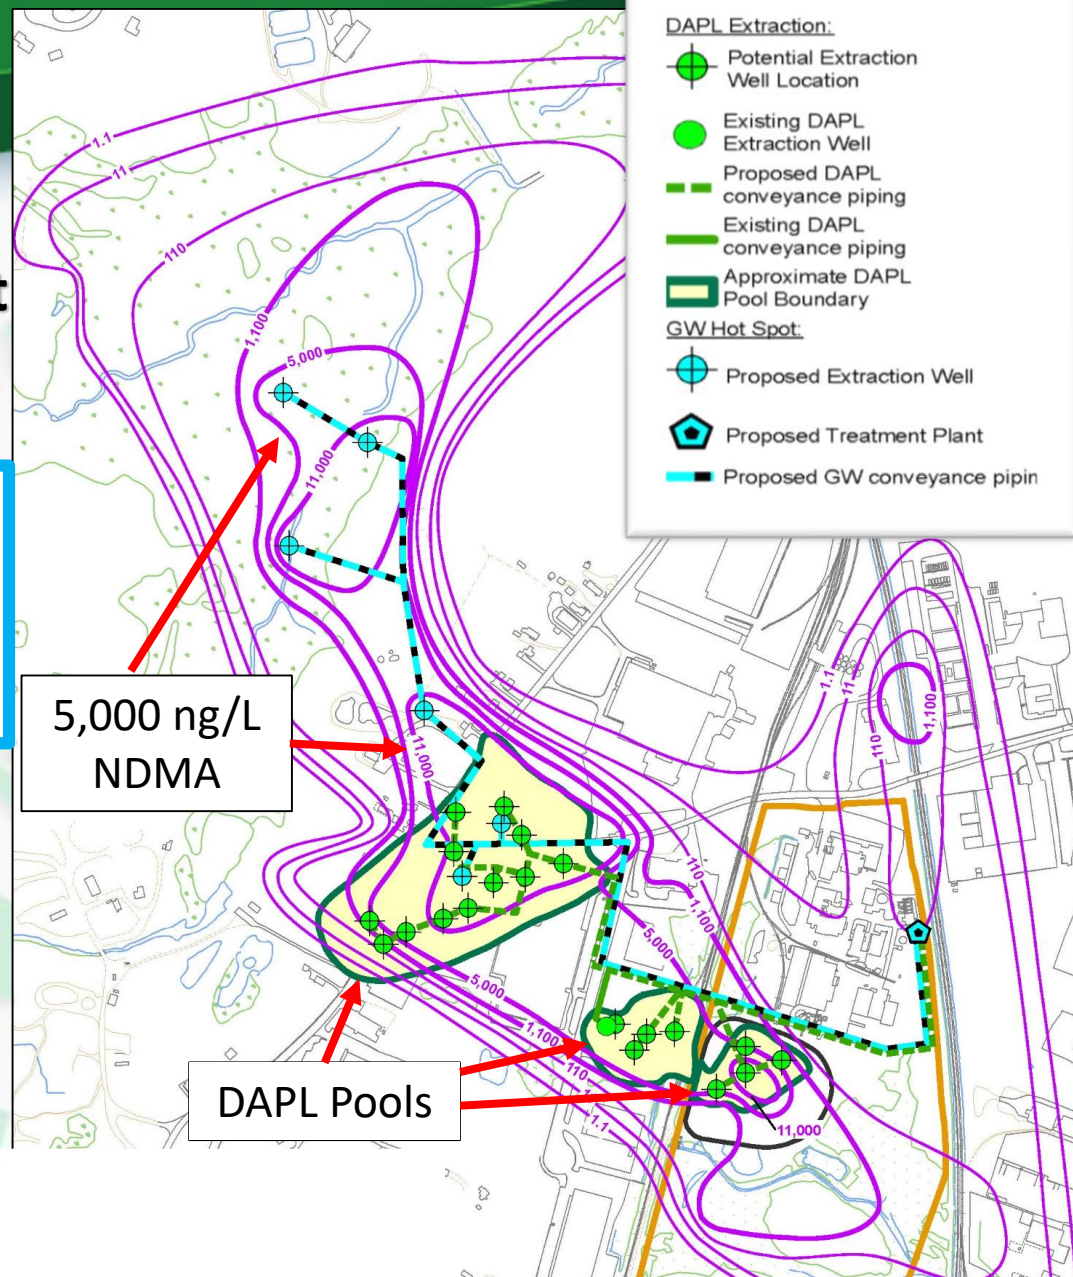 DAPL Extraction:
Potential Extraction
Well Location
Existing DAPL
Extraction Well
Proposed DAPL
conveyance piping
Existing DAPL
conveyance piping
Approximate DAPL
Pool Boundary
GW Hot Spot:
Proposed Extraction Well
Proposed Treatment Plant
Proposed GW conveyance pipin
1.1
11
110
t
1,100
5,000
11,000
5,000 ng/L
NDMA
11,000
1.1
11
110
1,100
110
1,100
5,000
5,000
1,100
110
1.1
DAPL Pools
11,000